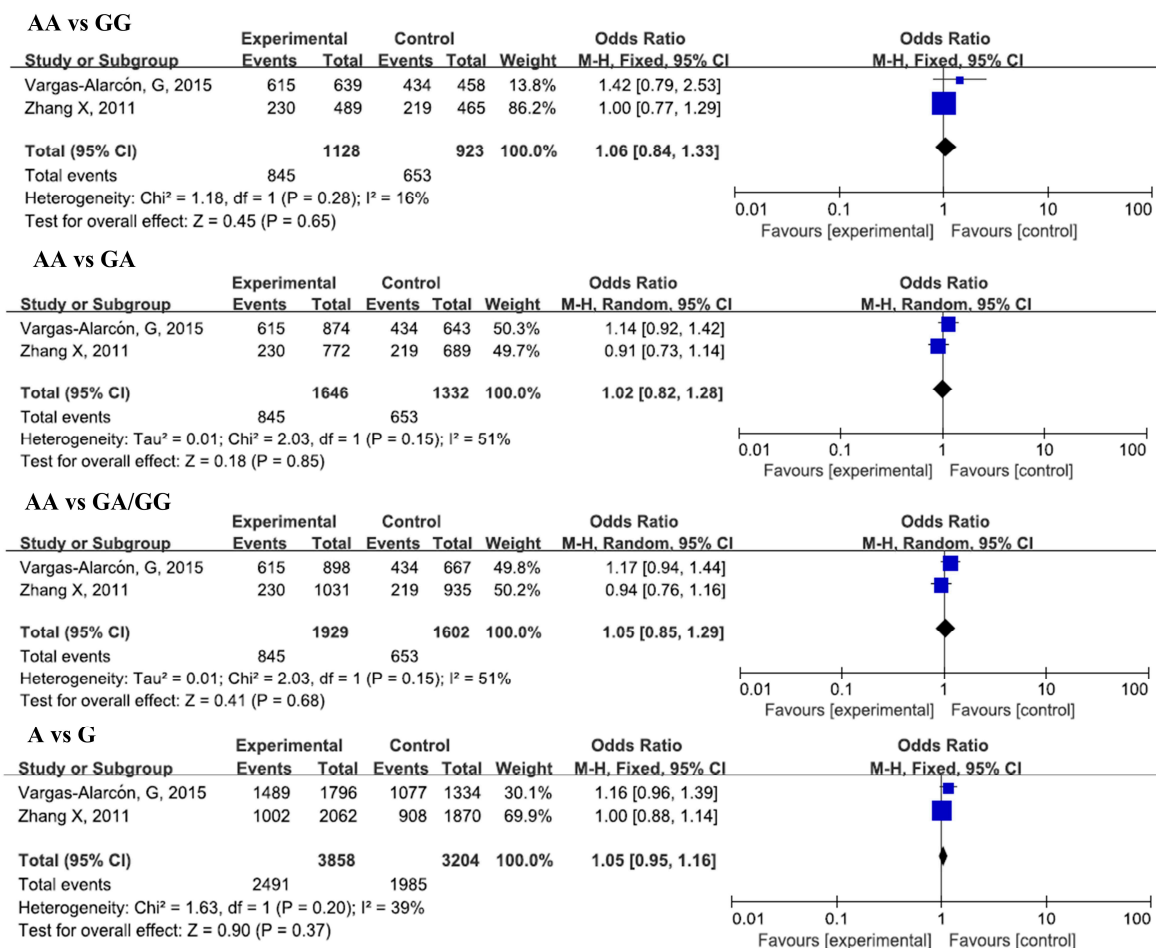 AA vs GG
Experimental Control Odds Ratio Odds Ratio
Study or Subgroup Events Total Events Total Weight M-H, Fixed, 95% CI M-H, Fixed, 95% CI
Vargas-Alarcón, G, 2015 615 639 434 458 13.8% 1.42 [0.79, 2.53]
Zhang X, 2011 230 489 219 465 86.2% 1.00 [0.77, 1.29]
Total (95% CI) 1128 923 100.0% 1.06 [0.84, 1.33]
Total events 845 653
Heterogeneity: Chi² = 1.18, df = 1 (P = 0.28); I² = 16%
Test for overall effect: Z = 0.45 (P = 0.65)
0.01 0.1 1 10 100
Favours [experimental] Favours [control]
AA vs GA
Experimental Control Odds Ratio Odds Ratio
Study or Subgroup Events Total Events Total Weight M-H, Random, 95% CI M-H, Random, 95% CI
Vargas-Alarcón, G, 2015 615 874 434 643 50.3% 1.14 [0.92, 1.42]
Zhang X, 2011 230 772 219 689 49.7% 0.91 [0.73, 1.14]
Total (95% CI) 1646 1332 100.0% 1.02 [0.82, 1.28]
Total events 845 653
Heterogeneity: Tau² = 0.01; Chi² = 2.03, df = 1 (P = 0.15); I² = 51%
Test for overall effect: Z = 0.18 (P = 0.85)
0.01 0.1 1 10 100
Favours [experimental] Favours [control]
AA vs GA/GG
Experimental Control Odds Ratio Odds Ratio
Study or Subgroup Events Total Events Total Weight M-H, Random, 95% CI M-H, Random, 95% CI
Vargas-Alarcón, G, 2015 615 898 434 667 49.8% 1.17 [0.94, 1.44]
Zhang X, 2011 230 1031 219 935 50.2% 0.94 [0.76, 1.16]
Total (95% CI) 1929 1602 100.0% 1.05 [0.85, 1.29]
Total events 845 653
Heterogeneity: Tau² = 0.01; Chi² = 2.03, df = 1 (P = 0.15); I² = 51%
Test for overall effect: Z = 0.41 (P = 0.68)
0.01 0.1 1 10 100
Favours [experimental] Favours [control]
A vs G
Experimental Control Odds Ratio Odds Ratio
Study or Subgroup Events Total Events Total Weight M-H, Fixed, 95% CI M-H, Fixed, 95% CI
Vargas-Alarcón, G, 2015 1489 1796 1077 1334 30.1% 1.16 [0.96, 1.39]
Zhang X, 2011 1002 2062 908 1870 69.9% 1.00 [0.88, 1.14]
Total (95% CI) 3858 3204 100.0% 1.05 [0.95, 1.16]
Total events 2491 1985
Heterogeneity: Chi² = 1.63, df = 1 (P = 0.20); I² = 39%
Test for overall effect: Z = 0.90 (P = 0.37)
0.01 0.1 1 10 100
Favours [experimental] Favours [control]